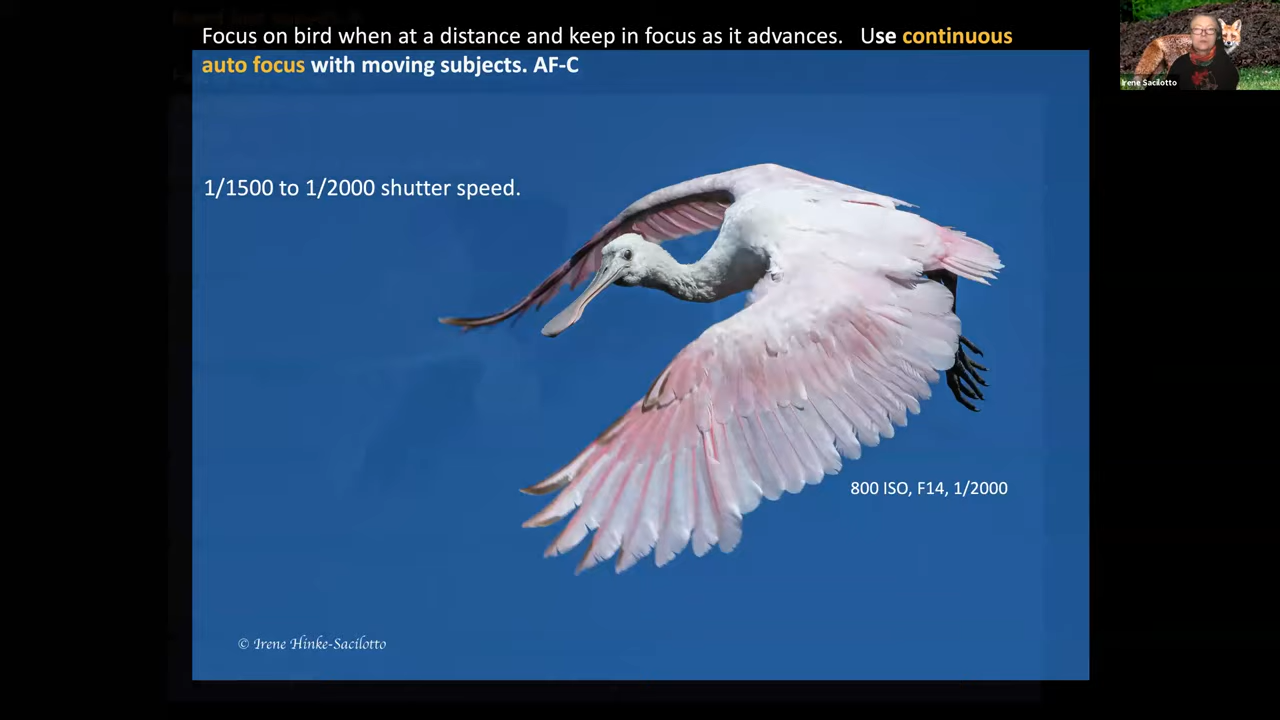 Focus on bird when at a distance and keep in focus as it advances. Use continuous
auto focus with moving subjects. AF-C
Irene Sacilotto
1/1500 to 1/2000 shutter speed.
800 ISO, F14, 1/2000
© Irene Hinke-Sacilotto